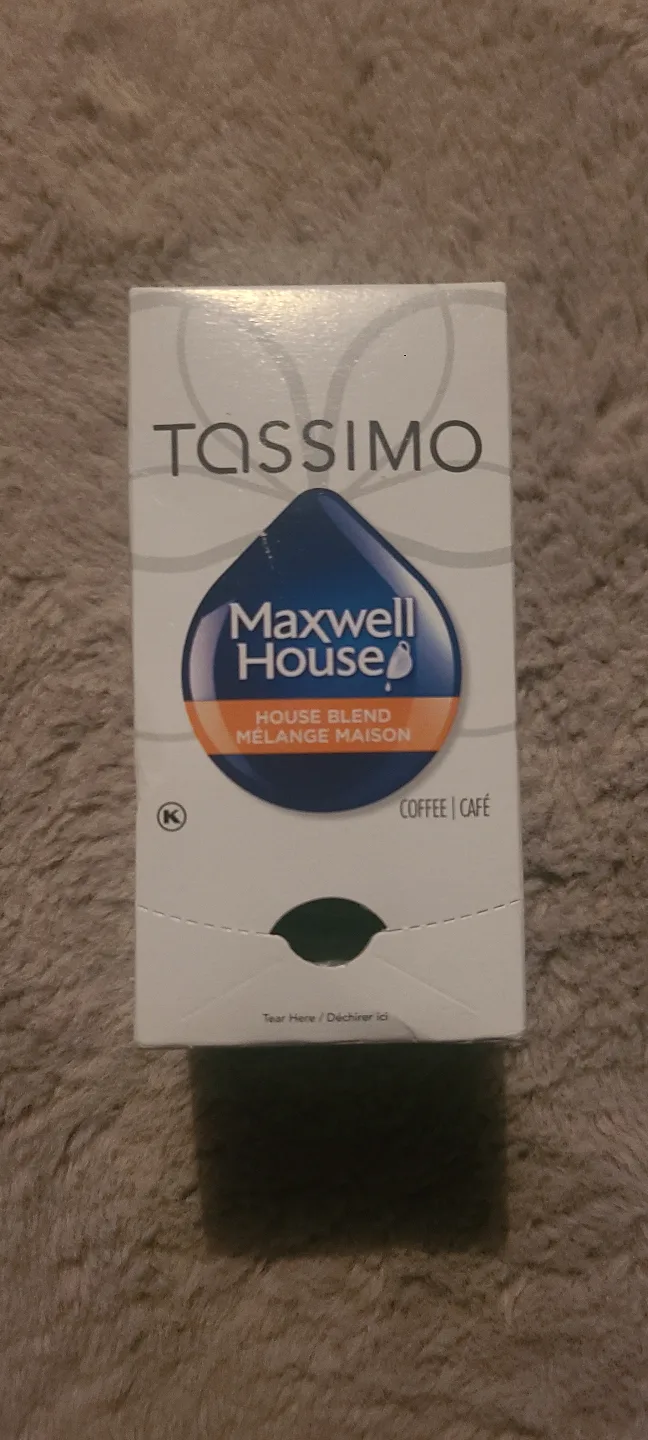 TASSIMO
Maxwell
House
HOUSE BLEND
MÉLANGE MAISON
K
COFFEE | CAFÉ
Tear Here / Déchirer ici